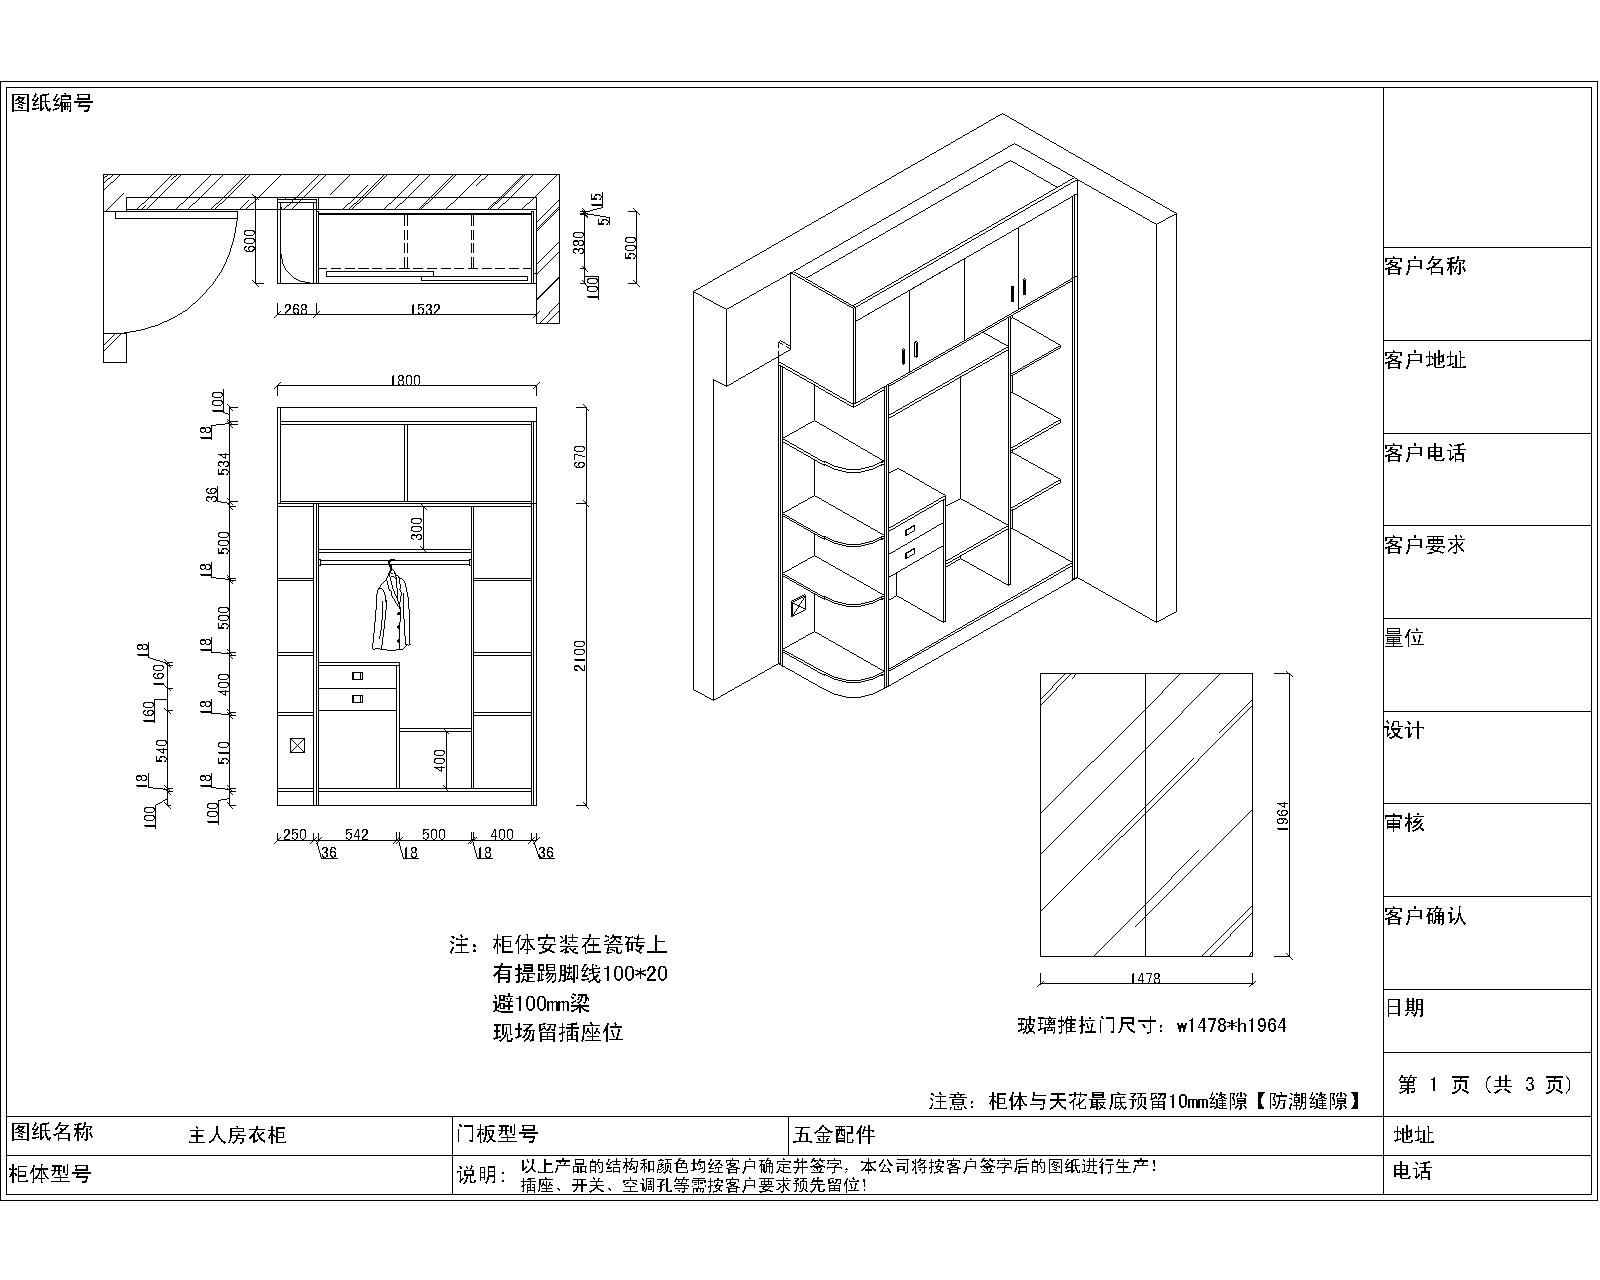 图纸编号
600
268
1532
15
5
380
100
500
1800
100
18
534
36
500
18
500
18
400
18
510
18
100
18
160
160
540
18
100
300
400
670
2100
250
36
542
18
500
18
400
36
1964
1478
玻璃推拉门尺寸：w1478*h1964
注：柜体安装在瓷砖上
有提踢脚线100*20
避100mm梁
现场留插座位
注意：柜体与天花最底预留10mm缝隙【防潮缝隙】
客户名称
客户地址
客户电话
客户要求
量位
设计
审核
客户确认
日期
第 1 页 (共 3 页)
图纸名称 主人房衣柜 门板型号 五金配件 地址
柜体型号 说明: 以上产品的结构和颜色均经客户确定并签字，本公司将按客户签字后的图纸进行生产! 电话
插座、开关、空调孔等需按客户要求预先留位!